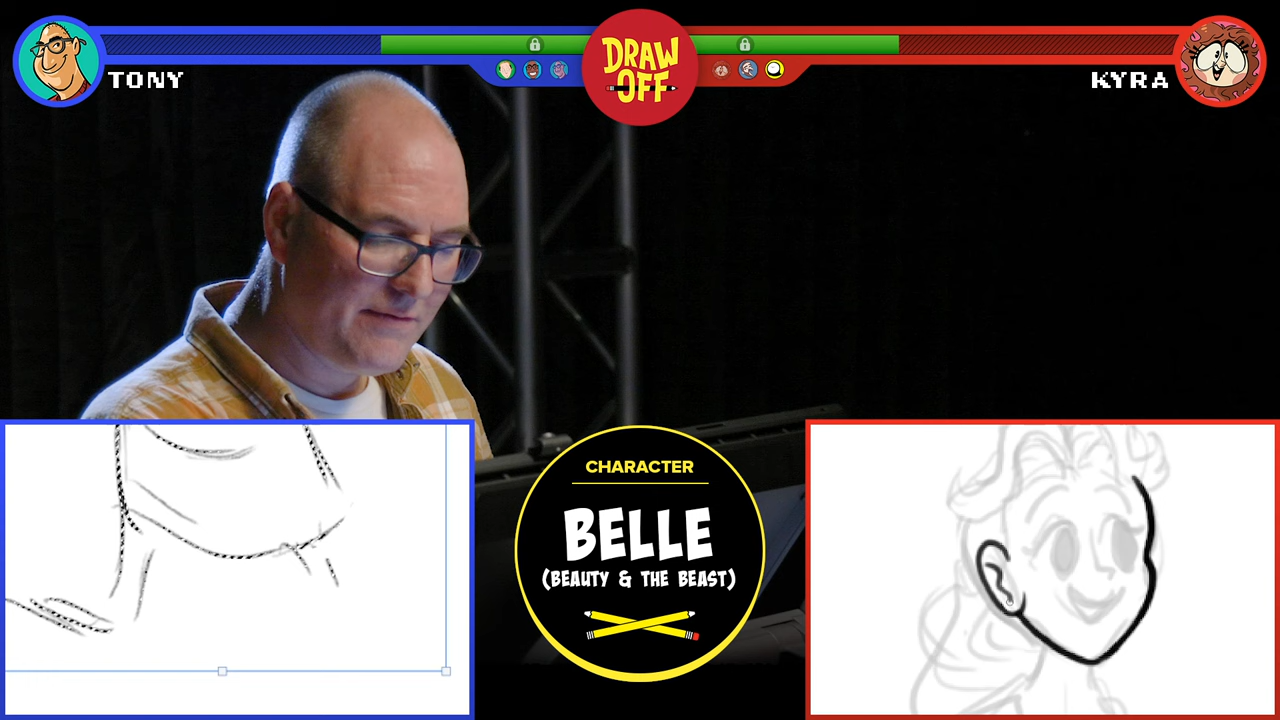 TONY
DRAW
OFF
KYRA
CHARACTER
BELLE
(BEAUTY & THE BEAST)